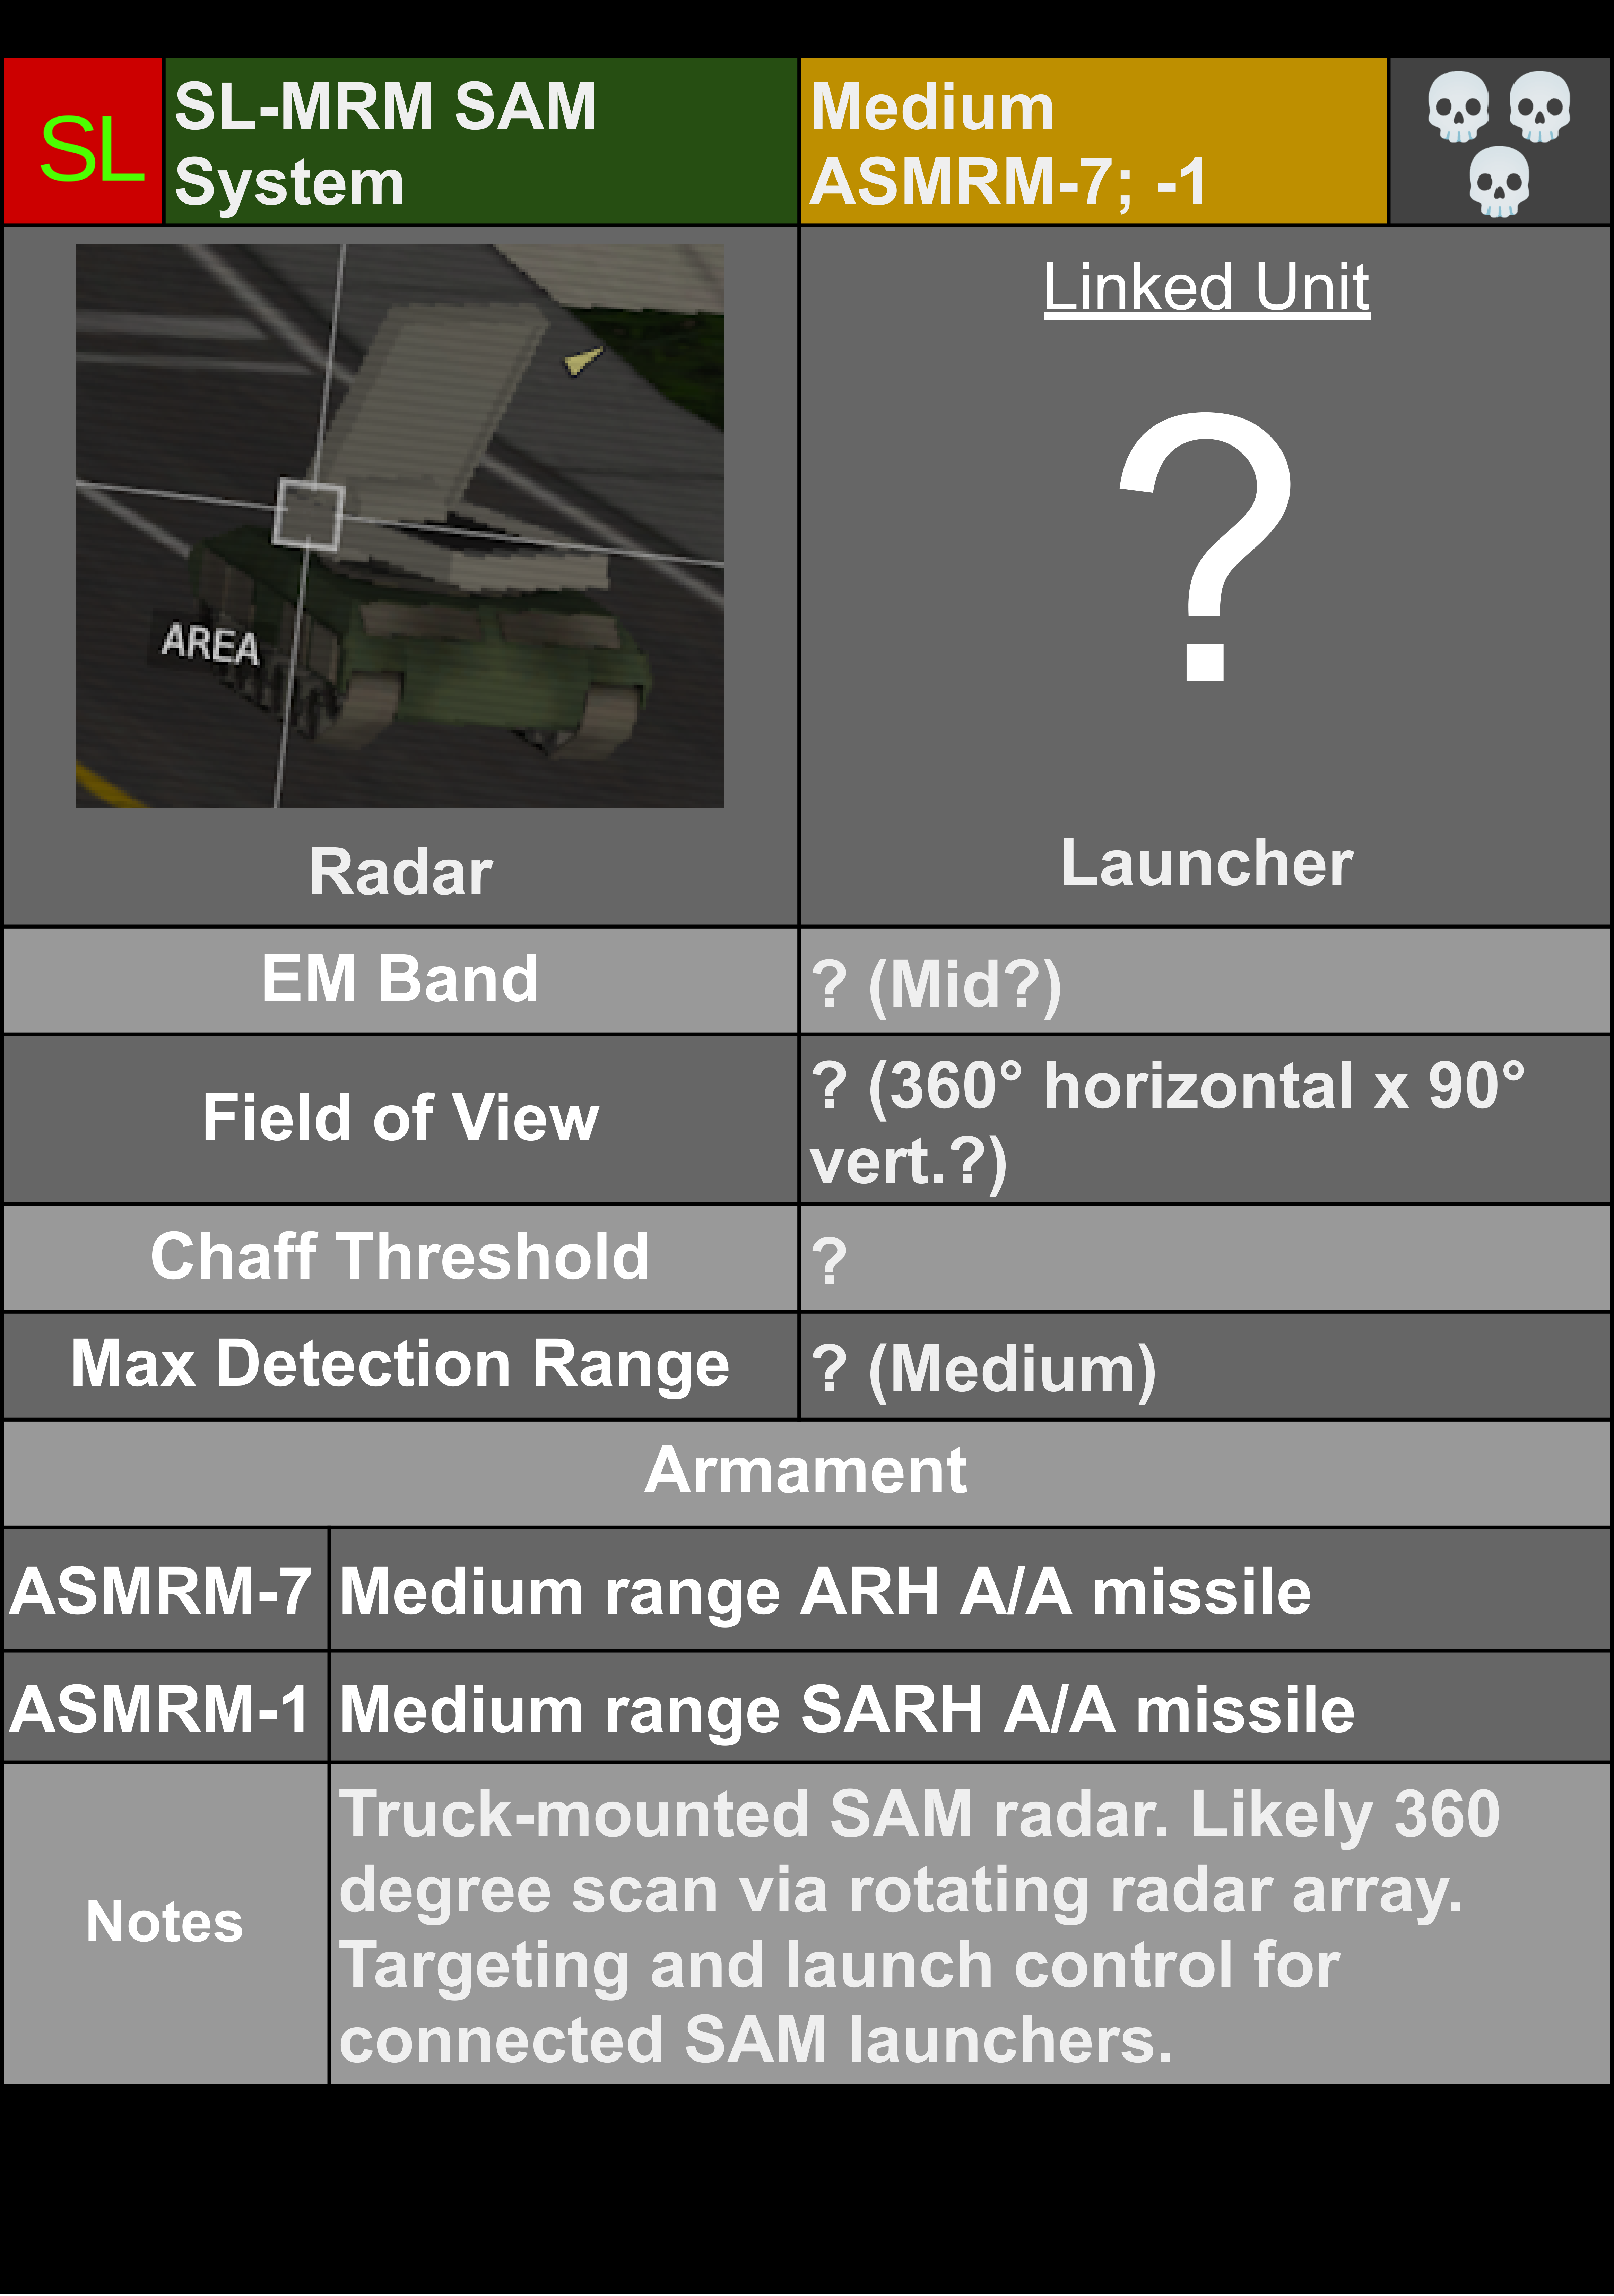 SL
SL-MRM SAM
System
Medium
ASMRM-7; -1
Linked Unit
?
AREA
Radar
Launcher
EM Band
? (Mid?)
Field of View
? (360° horizontal x 90°
vert.?)
Chaff Threshold
?
Max Detection Range
? (Medium)
Armament
ASMRM-7
Medium range ARH A/A missile
ASMRM-1
Medium range SARH A/A missile
Notes
Truck-mounted SAM radar. Likely 360
degree scan via rotating radar array.
Targeting and launch control for
connected SAM launchers.